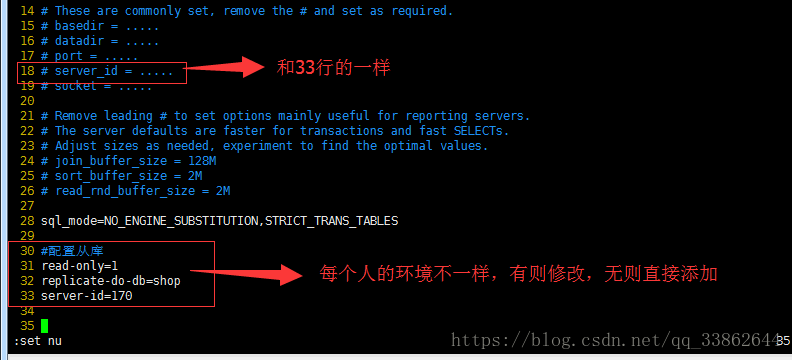 14 # These are commonly set, remove the # and set as required.
15 # basedir = .....
16 # datadir = .....
17 # port = .....
18 # server_id = ..... 和33行的一样
19 # socket = .....
20
21 # Remove leading # to set options mainly useful for reporting servers.
22 # The server defaults are faster for transactions and fast SELECTs.
23 # Adjust sizes as needed, experiment to find the optimal values.
24 # join_buffer_size = 128M
25 # sort_buffer_size = 2M
26 # read_rnd_buffer_size = 2M
27
28 sql_mode=NO_ENGINE_SUBSTITUTION,STRICT_TRANS_TABLES
29
30 #配置从库
31 read-only=1 每个人的环境不一样，有则修改，无则直接添加
32 replicate-do-db=shop
33 server-id=170
34
35
:set nu https://blog.csdn.net/qq_33862644 35